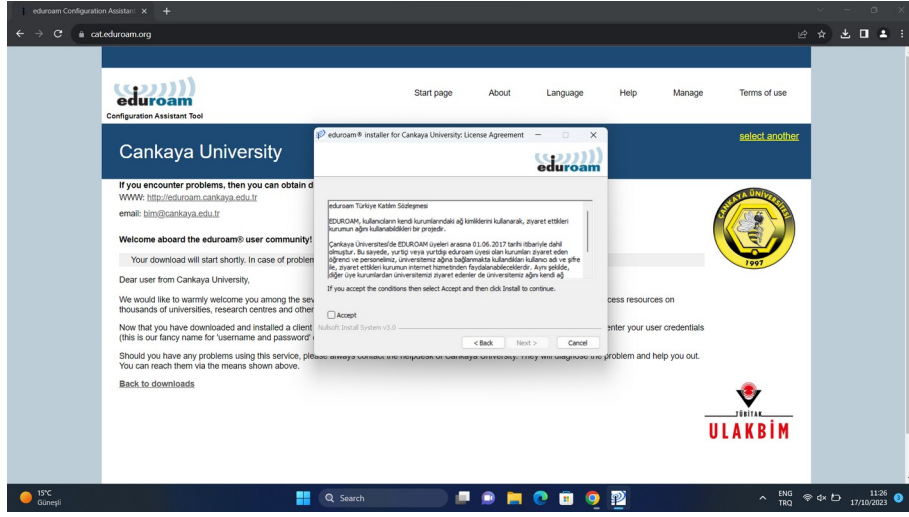 eduroam Configuration Assistant
cat.eduroam.org
eduroam
Configuration Assistant Tool
Start page About Language Help Manage Terms of use
Cankaya University
select another
If you encounter problems, then you can obtain d
WWW: http://eduroam.cankaya.edu.tr
email: bim@cankaya.edu.tr
Welcome aboard the eduroam® user community!
Your download will start shortly. In case of problem
Dear user from Cankaya University,
We would like to warmly welcome you among the sev
cess resources on
thousands of universities, research centres and other
Now that you have downloaded and installed a client
enter your user credentials
(this is our fancy name for 'username and password'
Should you have any problems using this service, please always contact the helpdesk of Cankaya University. They will diagnose the problem and help you out.
You can reach them via the means shown above.
Back to downloads
eduroam® installer for Cankaya University: License Agreement
eduroam
eduroam Türkiye Katılım Sözleşmesi
EDUROAM, kullanıcıların kendi kurumlarındaki ağ kimliklerini kullanarak, ziyaret ettikleri
kurumun ağını kullanabildikleri bir projedir.
Çankaya Üniversitesi'de EDUROAM üyeleri arasına 01.06.2017 tarihi itibariyle dahil
olmuştur. Bu sayede, yurtiçi veya yurtdışı eduroam üyesi olan kurumları ziyaret eden
öğrenci ve personelimiz, üniversitemiz ağına bağlanmakta kullandıkları kullanıcı adı ve şifre
ile, ziyaret ettikleri kurumun internet hizmetinden faydalanabileceklerdir. Aynı şekilde,
diğer üye kurumlardan üniversitemizi ziyaret edenler de üniversitemiz ağını kendi ağ
If you accept the conditions then select Accept and then click Install to continue.
Accept
Nullsoft Install System v3.0
< Back Next > Cancel
ÇANKAYA ÜNİVERSİTESİ
1997
TÜBİTAK
ULAKBİM
15°C
Güneşli
Search
ENG
TRQ
11:26
17/10/2023
3